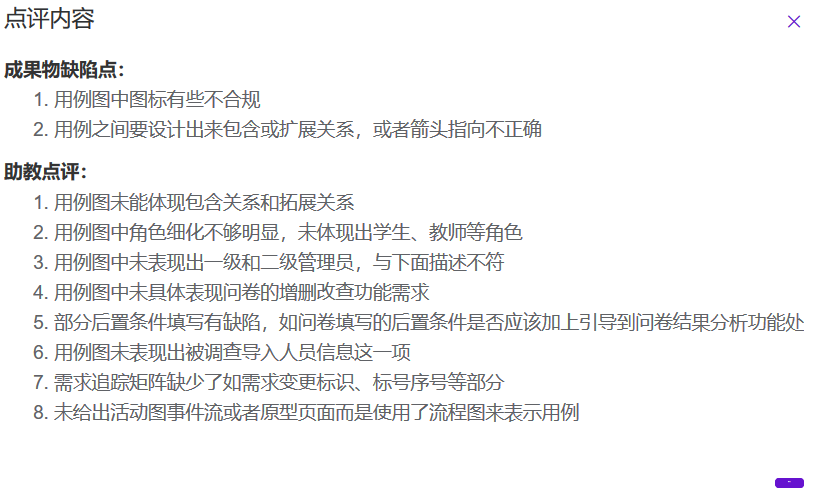 点评内容
成果物缺陷点：
1. 用例图中图标有些不合规
2. 用例之间要设计出来包含或扩展关系，或者箭头指向不正确
助教点评：
1. 用例图未能体现包含关系和拓展关系
2. 用例图中角色细化不够明显，未体现出学生、教师等角色
3. 用例图中未表现出一级和二级管理员，与下面描述不符
4. 用例图中未具体表现问卷的增删改查功能需求
5. 部分后置条件填写有缺陷，如问卷填写的后置条件是否应该加上引导到问卷结果分析功能处
6. 用例图未表现出被调查导入人员信息这一项
7. 需求追踪矩阵缺少了如需求变更标识、标号序号等部分
8. 未给出活动图事件流或者原型页面而是使用了流程图来表示用例